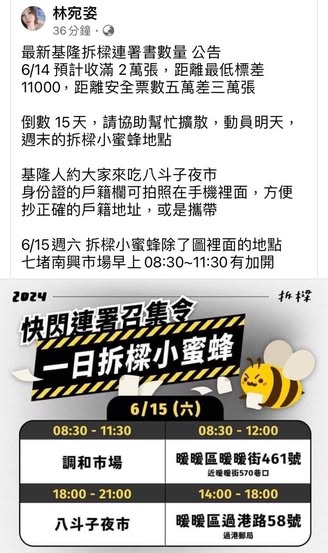 林宛姿
36分鐘 ·
最新基隆拆樑連署書數量 公告
6/14 預計收滿 2萬張，距離最低標差
11000，距離安全票數五萬差三萬張
倒數 15天，請協助幫忙擴散，動員明天，
週末的拆樑小蜜蜂地點
基隆人約大家來吃八斗子夜市
身份證的戶籍欄可拍照在手機裡面，方便
抄正確的戶籍地址，或是攜帶
6/15週六 拆樑小蜜蜂除了圖裡面的地點
七堵南興市場早上 08:30~11:30有加開
2024
拆樑
快閃連署召集令
一日拆樑小蜜蜂
6/15 (六)
08:30 - 11:30
調和市場
08:30 - 12:00
暖暖區暖暖街461號
近暖暖街570巷口
18:00 - 21:00
八斗子夜市
14:00 - 18:00
暖暖區過港路58號
過港郵局